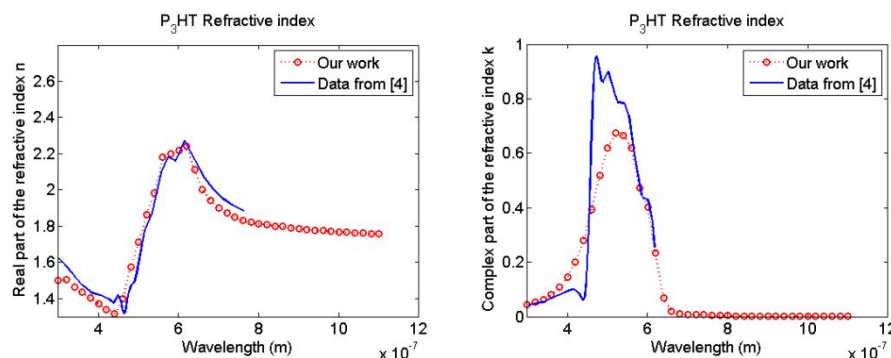 P3HT Refractive index
Real part of the refractive index n
2.6
2.4
2.2
2
1.8
1.6
1.4
Our work
Data from [4]
4
6
8
10
12
Wavelength (m)
x 10-7
P3HT Refractive index
Complex part of the refractive index k
1
0.8
0.6
0.4
0.2
0
Our work
Data from [4]
4
6
8
10
12
Wavelength (m)
x 10-7